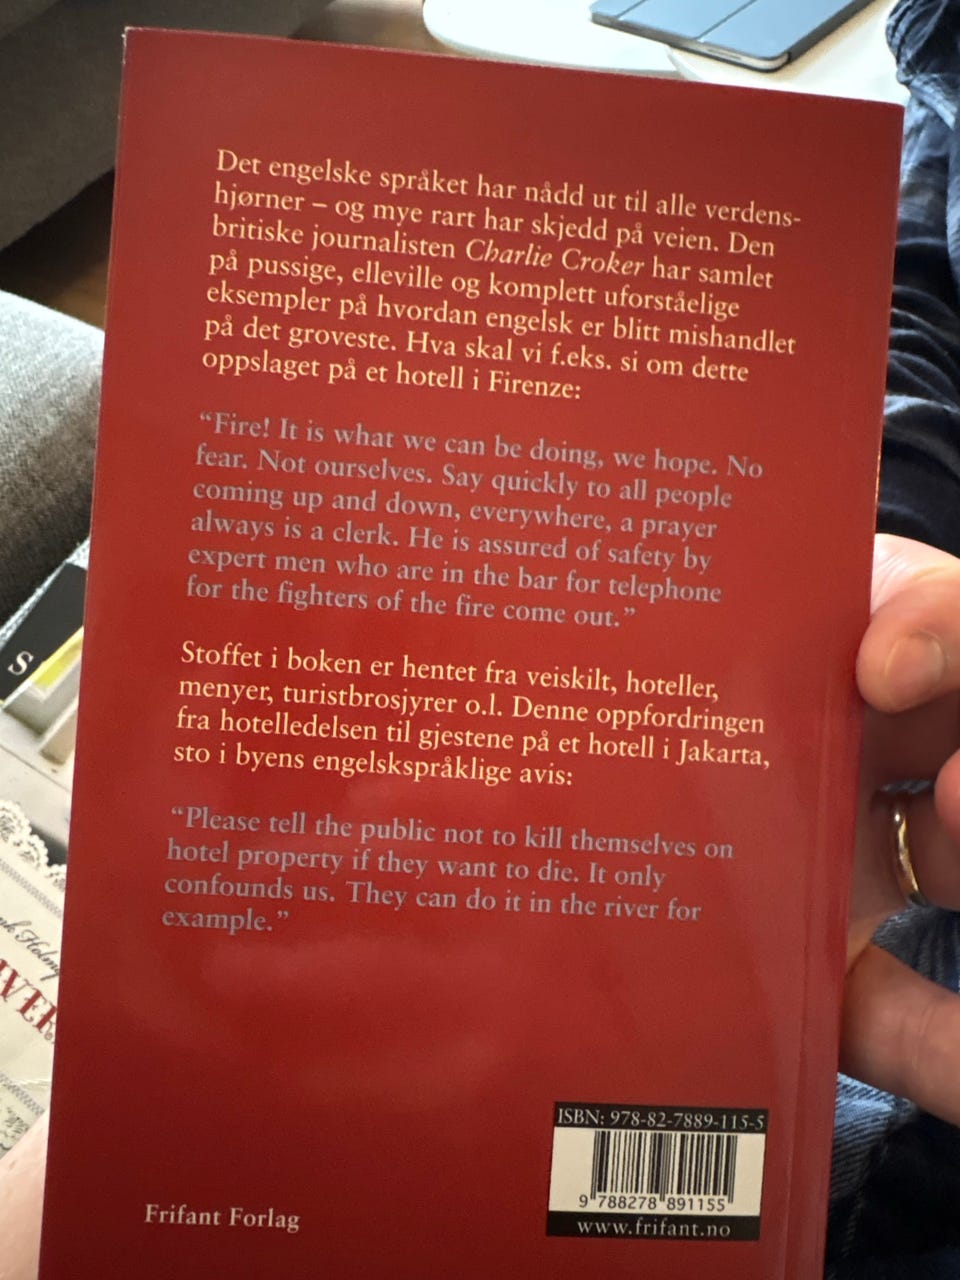 Det engelske språket har nådd ut til alle verdens-
hjørner – og mye rart har skjedd på veien. Den
britiske journalisten Charlie Croker har samlet
på pussige, elleville og komplett uforståelige
eksempler på hvordan engelsk er blitt mishandlet
på det groveste. Hva skal vi f.eks. si om dette
oppslaget på et hotell i Firenze:
“Fire! It is what we can be doing, we hope. No
fear. Not ourselves. Say quickly to all people
coming up and down, everywhere, a prayer
always is a clerk. He is assured of safety by
expert men who are in the bar for telephone
for the fighters of the fire come out.”
Stoffet i boken er hentet fra veiskilt, hoteller,
menyer, turistbrosjyrer o.l. Denne oppfordringen
fra hotelledelsen til gjestene på et hotell i Jakarta,
sto i byens engelskspråklige avis:
“Please tell the public not to kill themselves on
hotel property if they want to die. It only
confounds us. They can do it in the river for
example.”
ISBN: 978-82-7889-115-5
9 788278 891155
www.frifant.no
Frifant Forlag
S